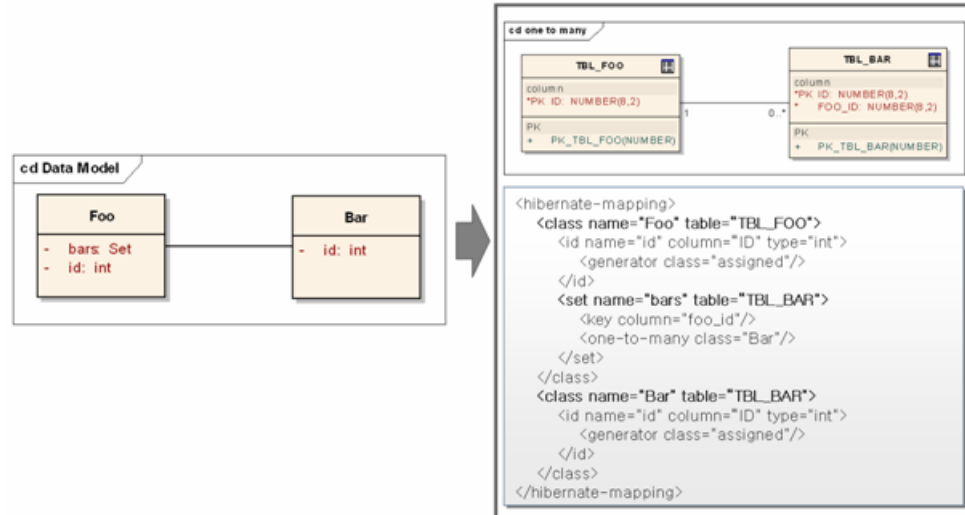 cd Data Model
Foo
- bars: Set
- id: int
Bar
- id: int
cd one to many
TBL_FOO
column
*PK ID: NUMBER(8,2)
PK
+ PK_TBL_FOO(NUMBER)
1
0..*
TBL_BAR
column
*PK ID: NUMBER(8,2)
* FOO_ID: NUMBER(8,2)
PK
+ PK_TBL_BAR(NUMBER)
<hibernate-mapping>
<class name="Foo" table="TBL_FOO">
<id name="id" column="ID" type="int">
<generator class="assigned"/>
</id>
<set name="bars" table="TBL_BAR">
<key column="foo_id"/>
<one-to-many class="Bar"/>
</set>
</class>
<class name="Bar" table="TBL_BAR">
<id name="id" column="ID" type="int">
<generator class="assigned"/>
</id>
</class>
</hibernate-mapping>